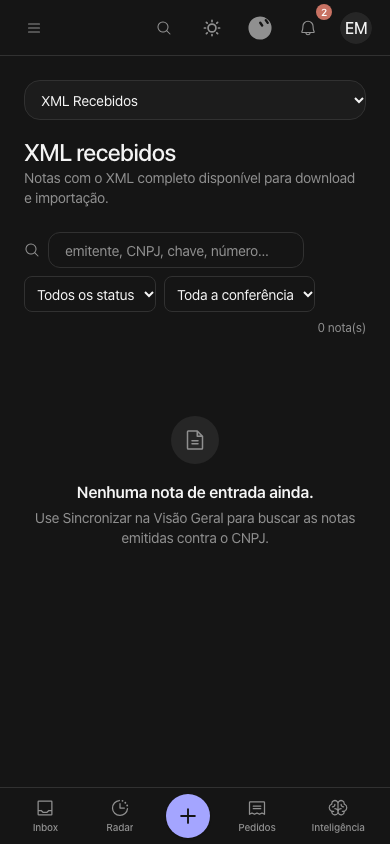 2
EM
XML Recebidos
XML recebidos
Notas com o XML completo disponível para download
e importação.
emitente, CNPJ, chave, número...
Todos os status
Toda a conferência
0 nota(s)
Nenhuma nota de entrada ainda.
Use Sincronizar na Visão Geral para buscar as notas
emitidas contra o CNPJ.
Inbox
Radar
Pedidos
Inteligência